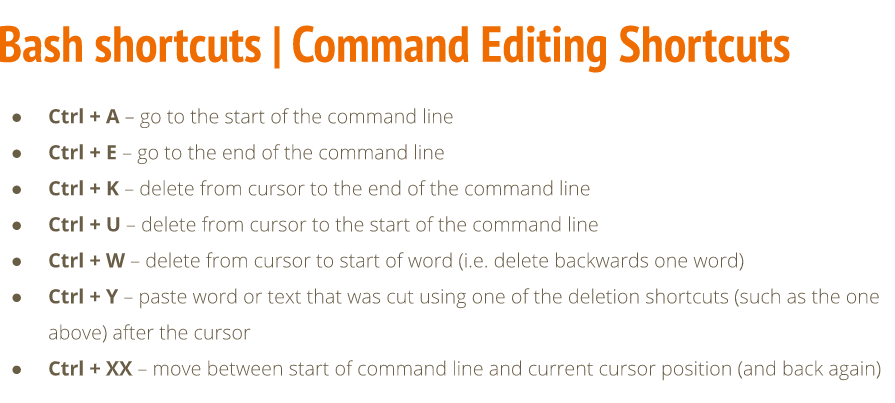 Bash shortcuts | Command Editing Shortcuts
● Ctrl + A – go to the start of the command line
● Ctrl + E – go to the end of the command line
● Ctrl + K – delete from cursor to the end of the command line
● Ctrl + U – delete from cursor to the start of the command line
● Ctrl + W – delete from cursor to start of word (i.e. delete backwards one word)
● Ctrl + Y – paste word or text that was cut using one of the deletion shortcuts (such as the one
above) after the cursor
● Ctrl + XX – move between start of command line and current cursor position (and back again)